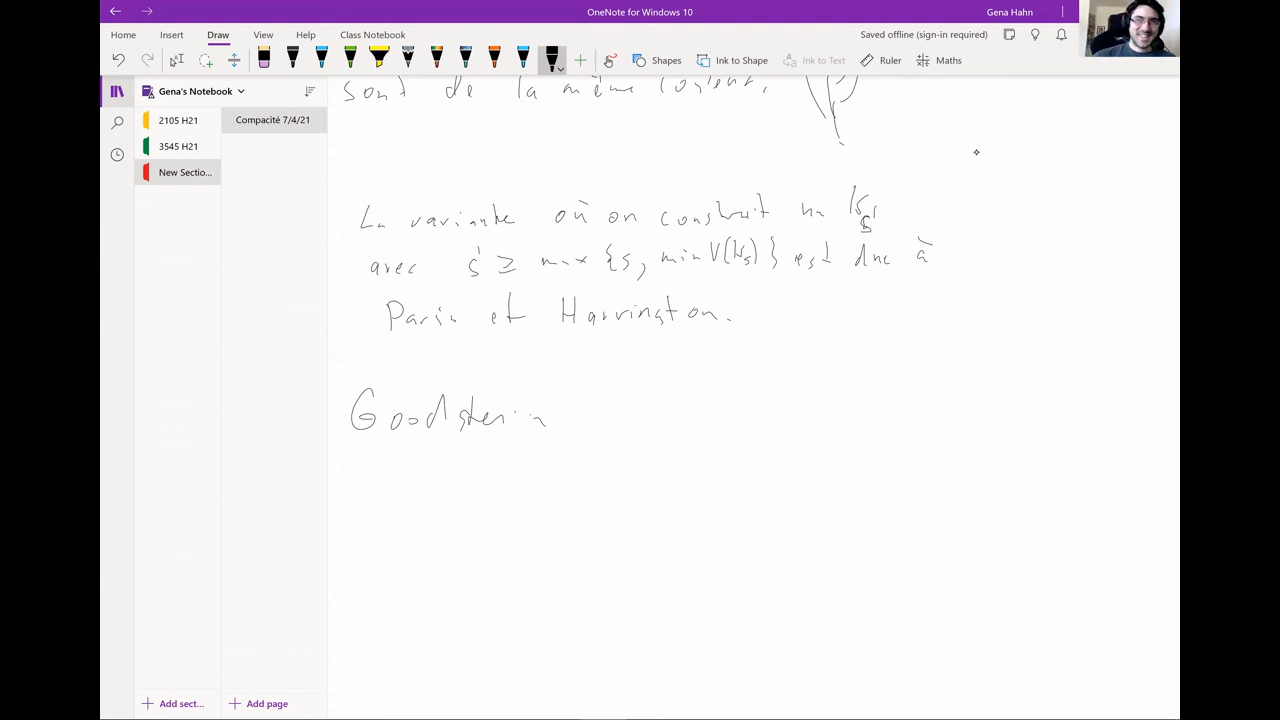 OneNote for Windows 10
Gena Hahn
Home Insert Draw View Help Class Notebook
Saved offline (sign-in required)
Shapes Ink to Shape Ink to Text Ruler Maths
Gena's Notebook
2105 H21
3545 H21
New Sectio...
Compacité 7/4/21
sont de la même couleur.
La variante où on construit un K_s'
avec s' ≥ max {s, min V(K_s)} est due à
Paris et Harrington.
Goodstein
Add sect...
Add page